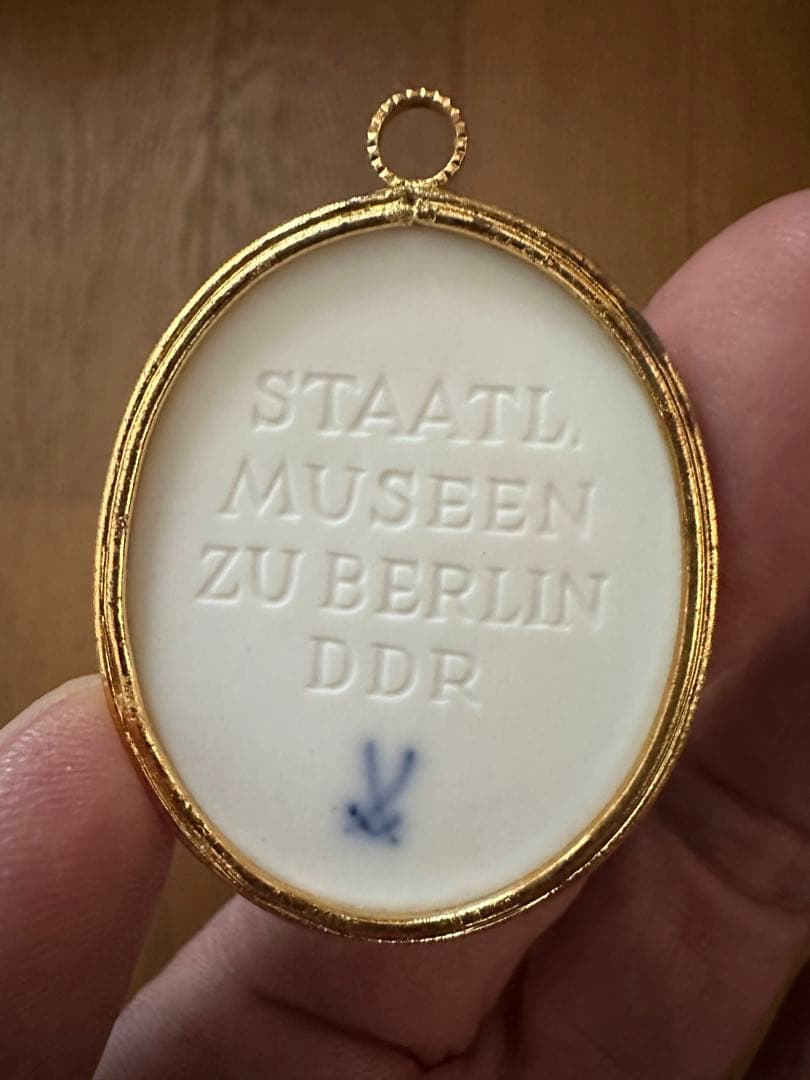 STAATL.
MUSEEN
ZU BERLIN
DDR